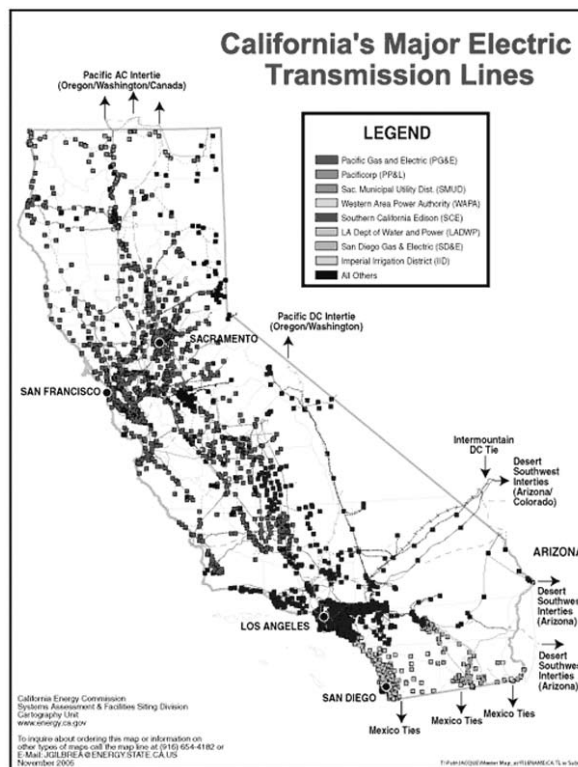 California's Major Electric
Transmission Lines
Pacific AC Intertie
(Oregon/Washington/Canada)
LEGEND
Pacific Gas and Electric (PG&E)
Pacificorp (PP&L)
Sac. Municipal Utility Dist. (SMUD)
Western Area Power Authority (WAPA)
Southern California Edison (SCE)
LA Dept of Water and Power (LADWP)
San Diego Gas & Electric (SD&E)
Imperial Irrigation District (IID)
All Others
Pacific DC Intertie
(Oregon/Washington)
SACRAMENTO
SAN FRANCISCO
Intermountain
DC Tie
Desert
Southwest
Interties
(Arizona/
Colorado)
ARIZONA
Desert
Southwest
Interties
(Arizona)
LOS ANGELES
Desert
Southwest
Interties
(Arizona)
SAN DIEGO
Mexico Ties
Mexico Ties
Mexico Ties
California Energy Commission
Systems Assessment & Facilities Siting Division
Cartography Unit
www.energy.ca.gov
To inquire about ordering this map or information on
other types of maps call the map line at (916) 654-4182 or
E-Mail: JGILBREA@ENERGY.STATE.CA.US
November 2006